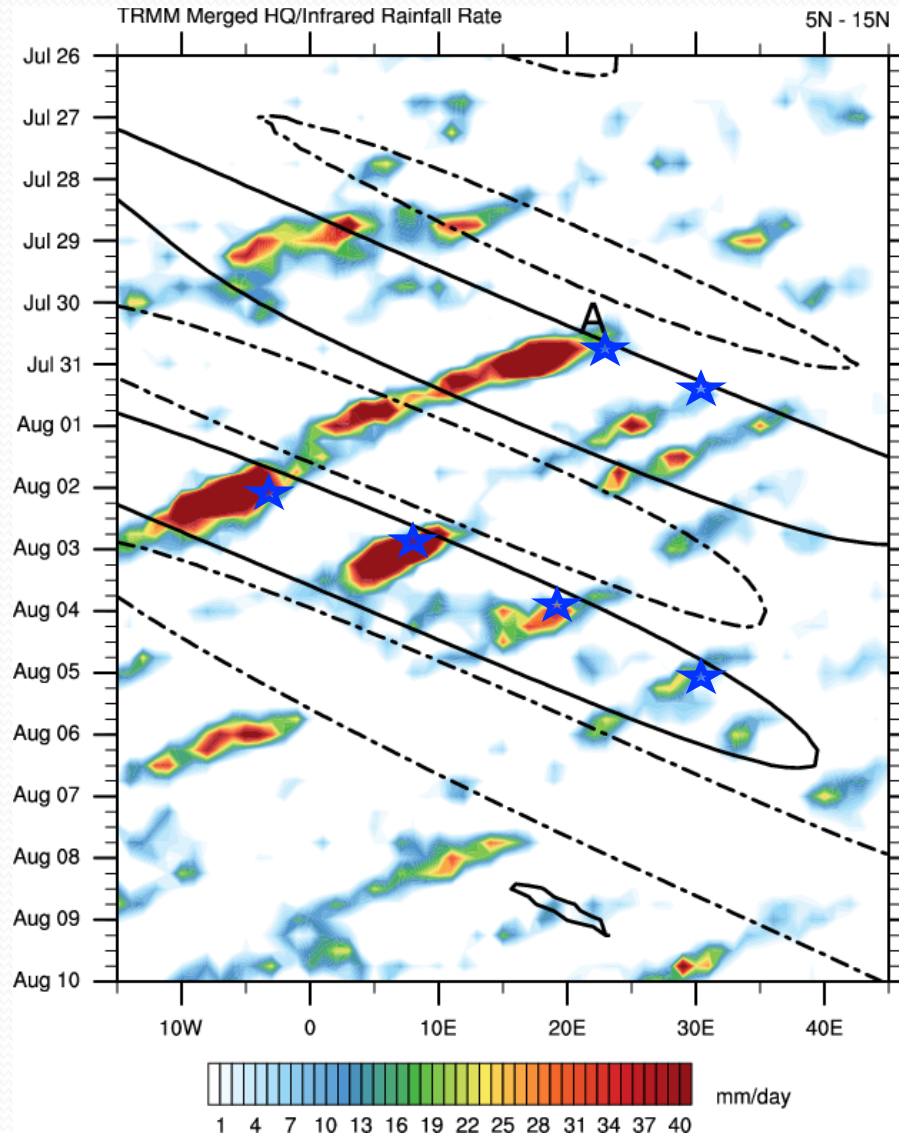 TRMM Merged HQ/Infrared Rainfall Rate 5N - 15N
Jul 26
Jul 27
Jul 28
Jul 29
Jul 30
A
Jul 31
Aug 01
Aug 02
Aug 03
Aug 04
Aug 05
Aug 06
Aug 07
Aug 08
Aug 09
Aug 10
10W 0 10E 20E 30E 40E
mm/day
1 4 7 10 13 16 19 22 25 28 31 34 37 40